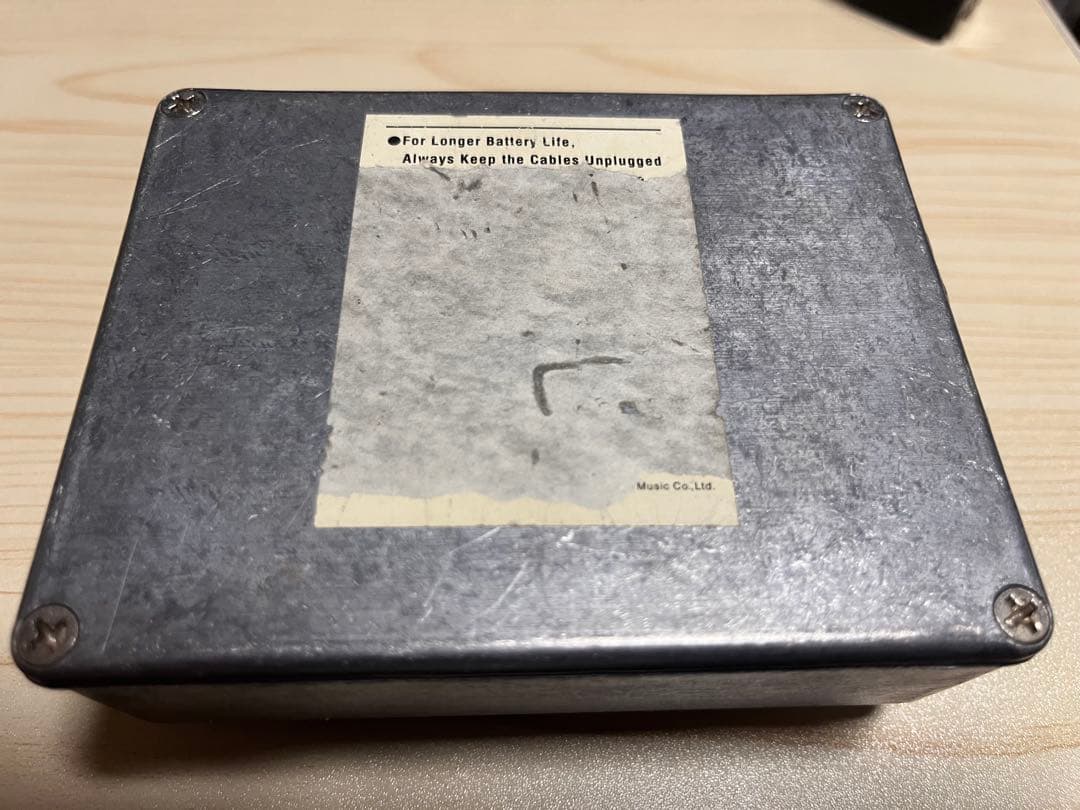 ●For Longer Battery Life,
Always Keep the Cables Unplugged
Music Co.,Ltd.